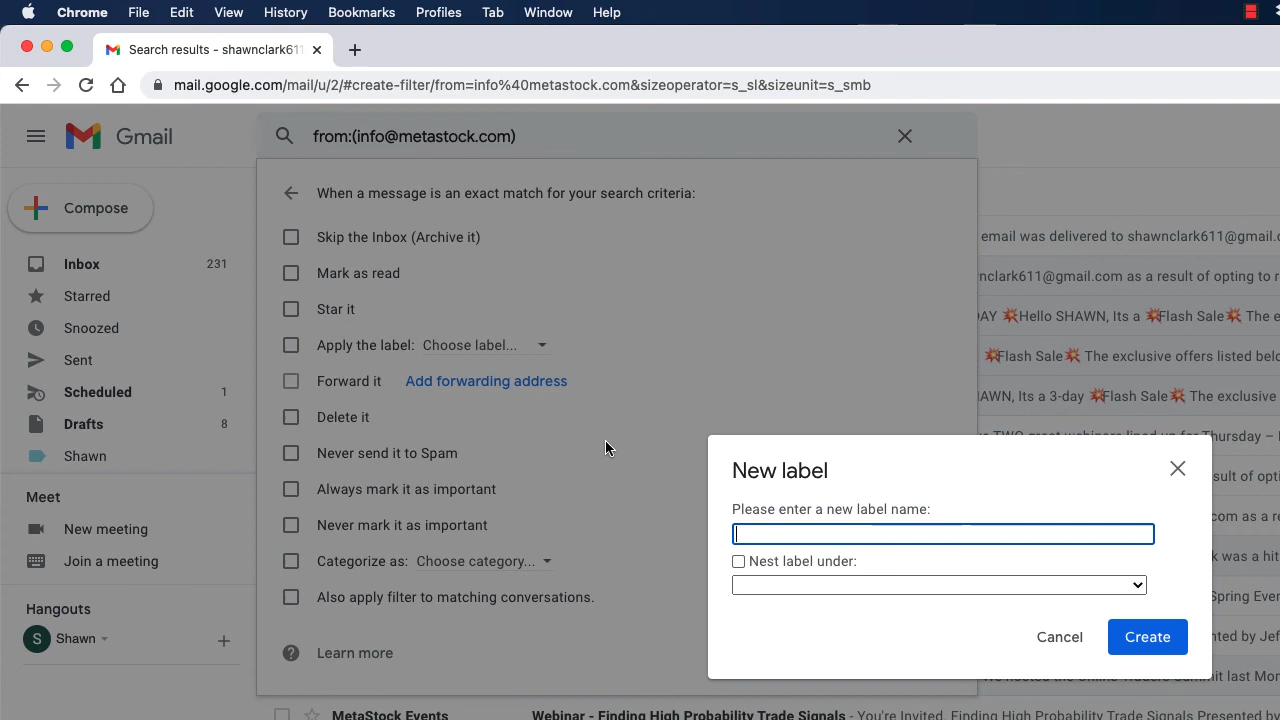 Chrome File Edit View History Bookmarks Profiles Tab Window Help
Search results - shawnclark611
mail.google.com/mail/u/2/#create-filter/from=info%40metastock.com&sizeoperator=s_sl&sizeunit=s_smb
Gmail
from:(info@metastock.com)
When a message is an exact match for your search criteria:
Compose
Skip the Inbox (Archive it)
email was delivered to shawnclark611@gmail.c
Inbox 231
Mark as read
nclark611@gmail.com as a result of opting to r
Starred
Star it
AY 💥Hello SHAWN, Its a 💥Flash Sale💥 The e
Snoozed
Apply the label: Choose label...
💥Flash Sale💥 The exclusive offers listed belo
Sent
Forward it Add forwarding address
AWN, Its a 3-day 💥Flash Sale💥 The exclusive
Scheduled 1
Delete it
Drafts 8
TWO great webinars lined up for Thursday –
Never send it to Spam
Shawn
Always mark it as important
sult of opti
Meet
Never mark it as important
com as a re
New meeting
Categorize as: Choose category...
k was a hit
Join a meeting
Also apply filter to matching conversations.
Spring Even
Hangouts
Shawn
nted by Jef
Learn more
We hosted the Online Traders Summit last Mon
New label
Please enter a new label name:
Nest label under:
Cancel Create
MetaStock Events Webinar - Finding High Probability Trade Signals - You're Invited. Finding High Probability Trade Signals Presented by